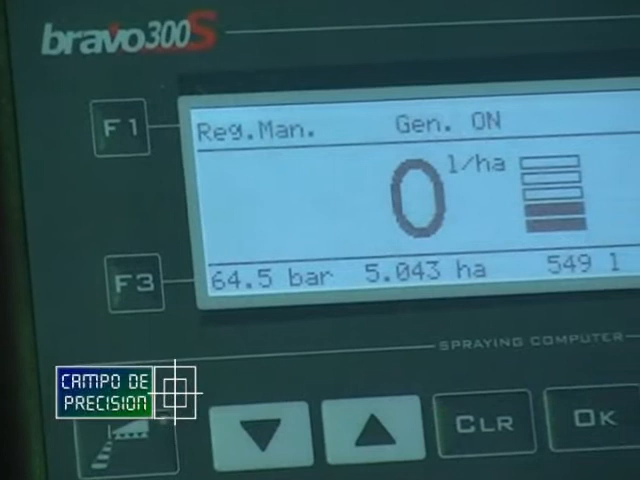 bravo300S
F1
Reg.Man. Gen. ON
0 l/ha
F3
64.5 bar 5.043 ha 549 l
SPRAYING COMPUTER
CAMPO DE
PRECISION
CLR
OK